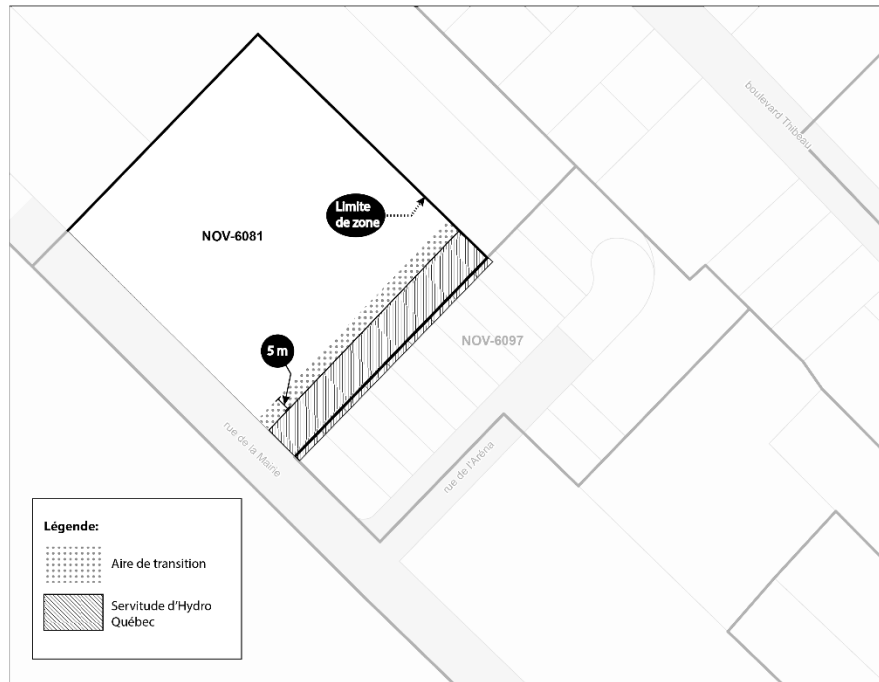 boulevard Thibeau
Limite
de zone
NOV-6081
NOV-6097
5 m
rue de la Mairie
rue de l'Aréna
Légende:
Aire de transition
Servitude d'Hydro
Québec